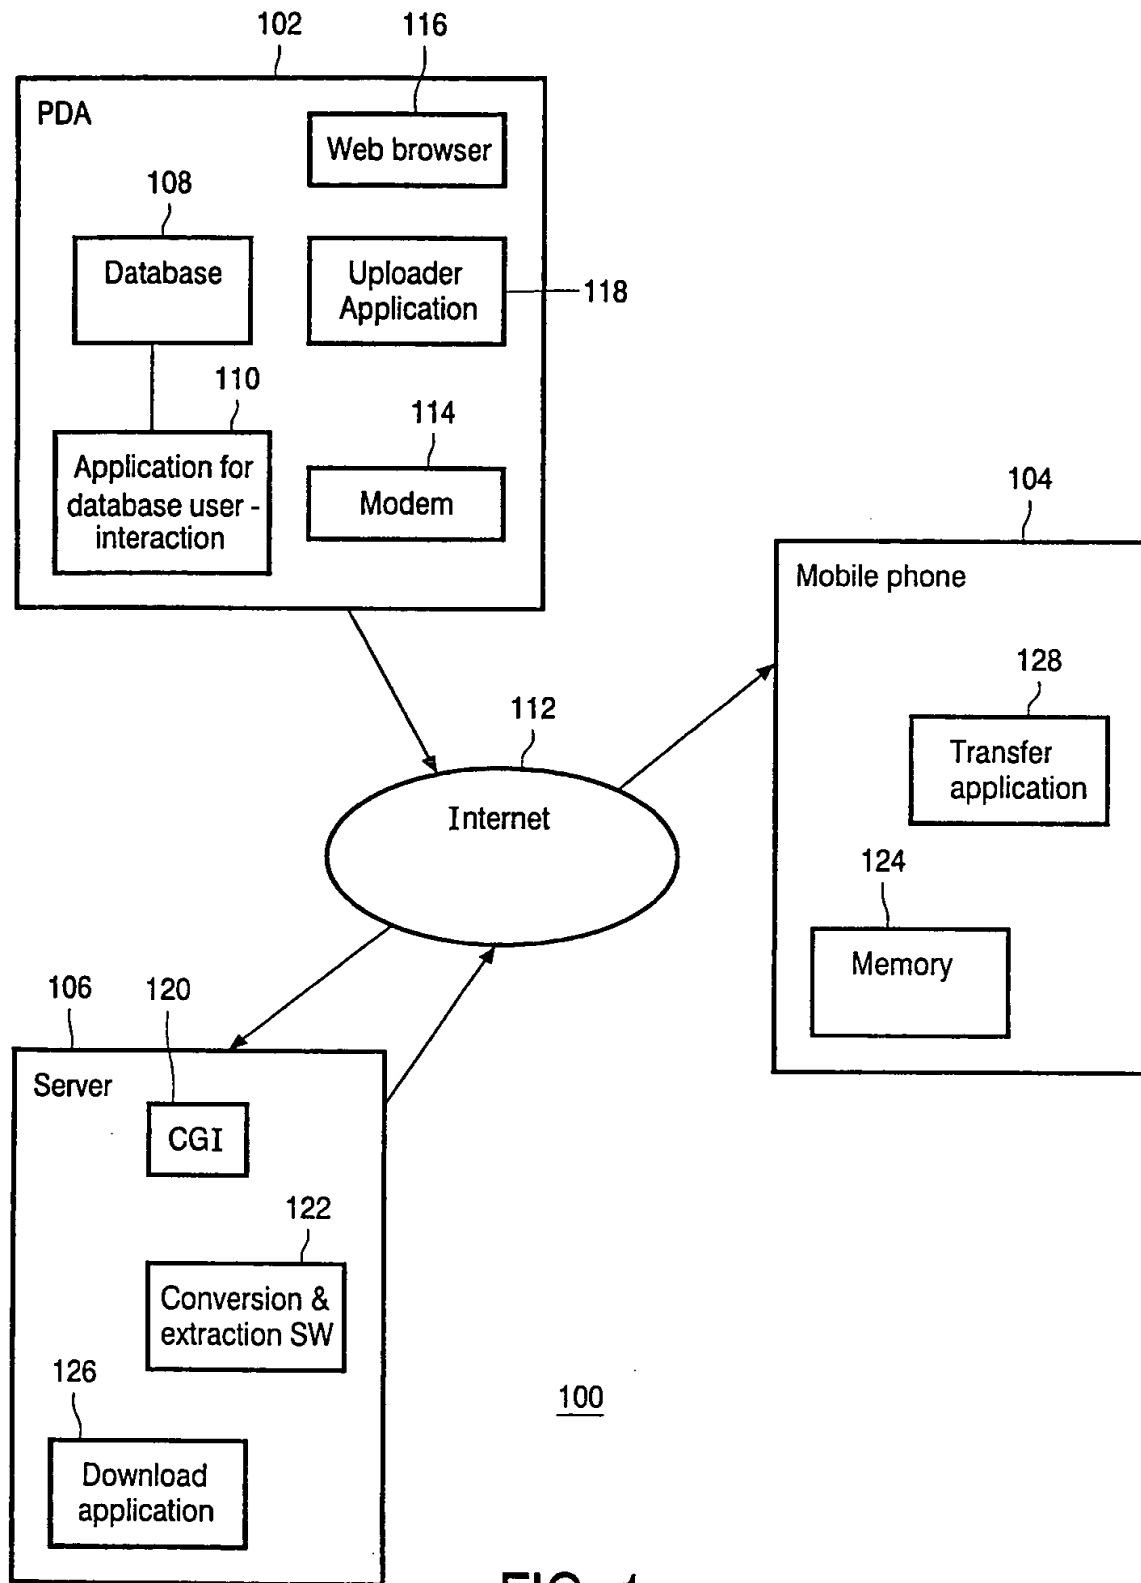 102
116
PDA
Web browser
108
Database
Uploader
Application
118
110
114
Application for
database user -
interaction
Modem
104
Mobile phone
128
Transfer
application
112
Internet
124
Memory
106
120
Server
CGI
122
Conversion &
extraction SW
126
Download
application
100
FIG. 1